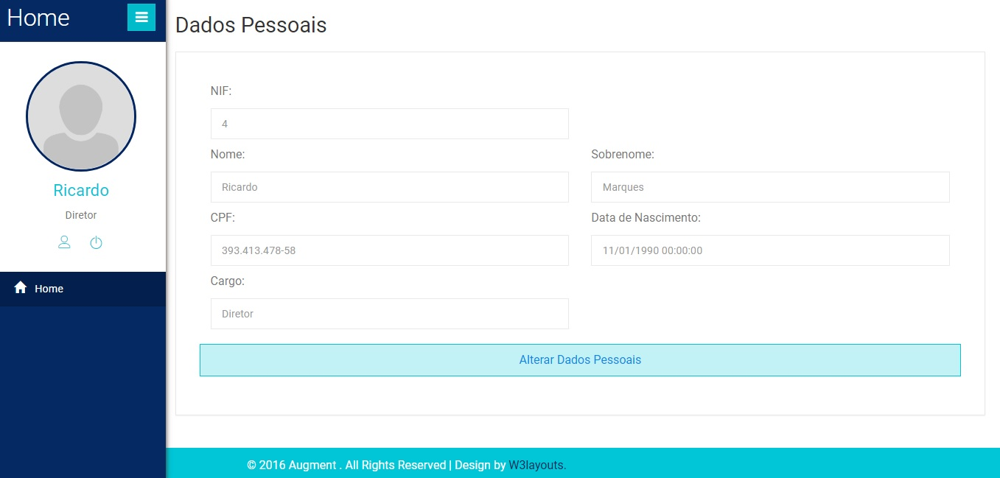 Home
Dados Pessoais
NIF:
4
Nome:
Sobrenome:
Ricardo
Marques
Ricardo
CPF:
Data de Nascimento:
Diretor
393.413.478-58
11/01/1990 00:00:00
Cargo:
Home
Diretor
Alterar Dados Pessoais
© 2016 Augment . All Rights Reserved | Design by W3layouts.